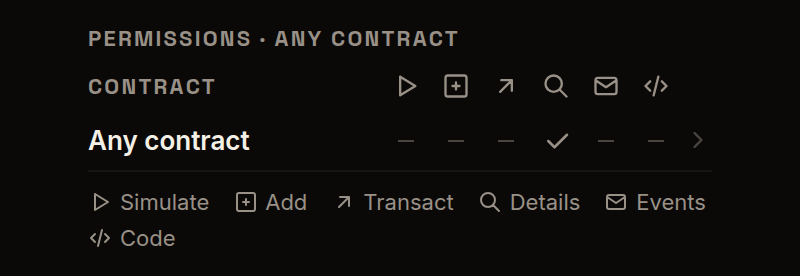 PERMISSIONS · ANY CONTRACT
CONTRACT
Any contract
Simulate Add Transact Details Events
Code